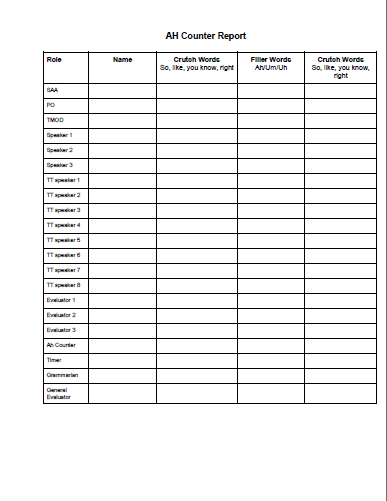 AH Counter Report
Role Name Crutch Words Filler Words Crutch Words
So, like, you know, right Ah/Um/Uh So, like, you know,
right
SAA
PO
TMOD
Speaker 1
Speaker 2
Speaker 3
TT speaker 1
TT speaker 2
TT speaker 3
TT speaker 4
TT speaker 5
TT speaker 6
TT speaker 7
TT speaker 8
Evaluator 1
Evaluator 2
Evaluator 3
Ah Counter
Timer
Grammarian
General
Evaluator